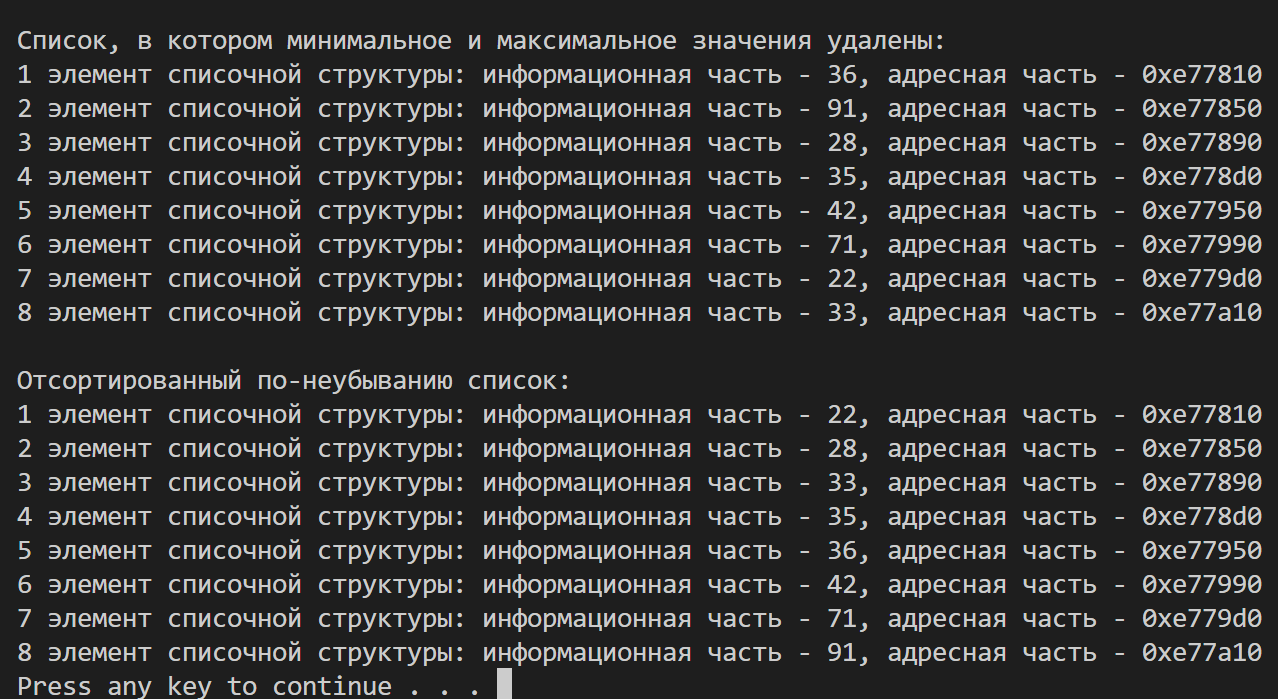 Список, в котором минимальное и максимальное значения удалены:
1 элемент списочной структуры: информационная часть - 36, адресная часть - 0xe77810
2 элемент списочной структуры: информационная часть - 91, адресная часть - 0xe77850
3 элемент списочной структуры: информационная часть - 28, адресная часть - 0xe77890
4 элемент списочной структуры: информационная часть - 35, адресная часть - 0xe778d0
5 элемент списочной структуры: информационная часть - 42, адресная часть - 0xe77950
6 элемент списочной структуры: информационная часть - 71, адресная часть - 0xe77990
7 элемент списочной структуры: информационная часть - 22, адресная часть - 0xe779d0
8 элемент списочной структуры: информационная часть - 33, адресная часть - 0xe77a10
Отсортированный по-неубыванию список:
1 элемент списочной структуры: информационная часть - 22, адресная часть - 0xe77810
2 элемент списочной структуры: информационная часть - 28, адресная часть - 0xe77850
3 элемент списочной структуры: информационная часть - 33, адресная часть - 0xe77890
4 элемент списочной структуры: информационная часть - 35, адресная часть - 0xe778d0
5 элемент списочной структуры: информационная часть - 36, адресная часть - 0xe77950
6 элемент списочной структуры: информационная часть - 42, адресная часть - 0xe77990
7 элемент списочной структуры: информационная часть - 71, адресная часть - 0xe779d0
8 элемент списочной структуры: информационная часть - 91, адресная часть - 0xe77a10
Press any key to continue . . .